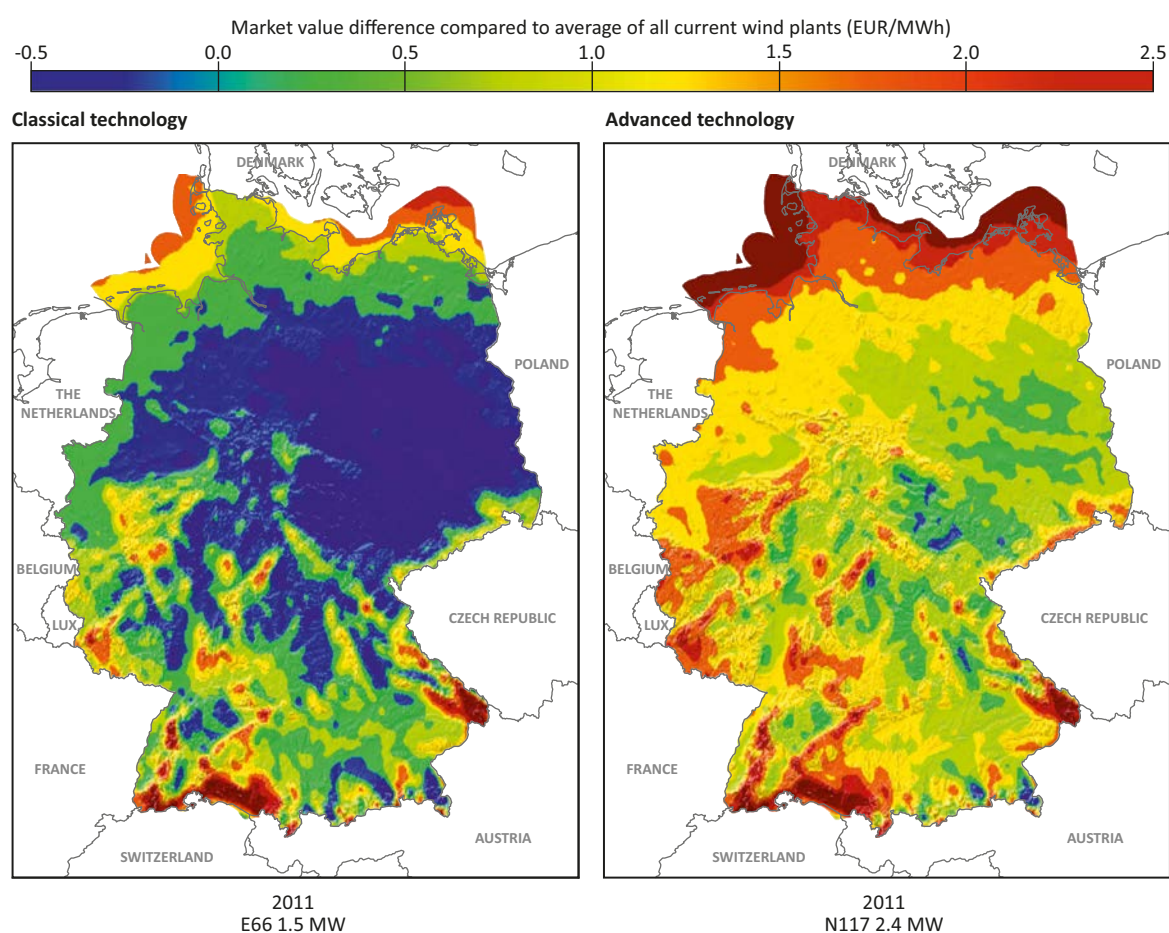 Market value difference compared to average of all current wind plants (EUR/MWh)
-0.5 0.0 0.5 1.0 1.5 2.0 2.5
Classical technology
DENMARK
POLAND
THE
NETHERLANDS
BELGIUM
LUX
CZECH REPUBLIC
FRANCE
SWITZERLAND
AUSTRIA
2011
E66 1.5 MW
Advanced technology
DENMARK
POLAND
THE
NETHERLANDS
BELGIUM
LUX
CZECH REPUBLIC
FRANCE
SWITZERLAND
AUSTRIA
2011
N117 2.4 MW